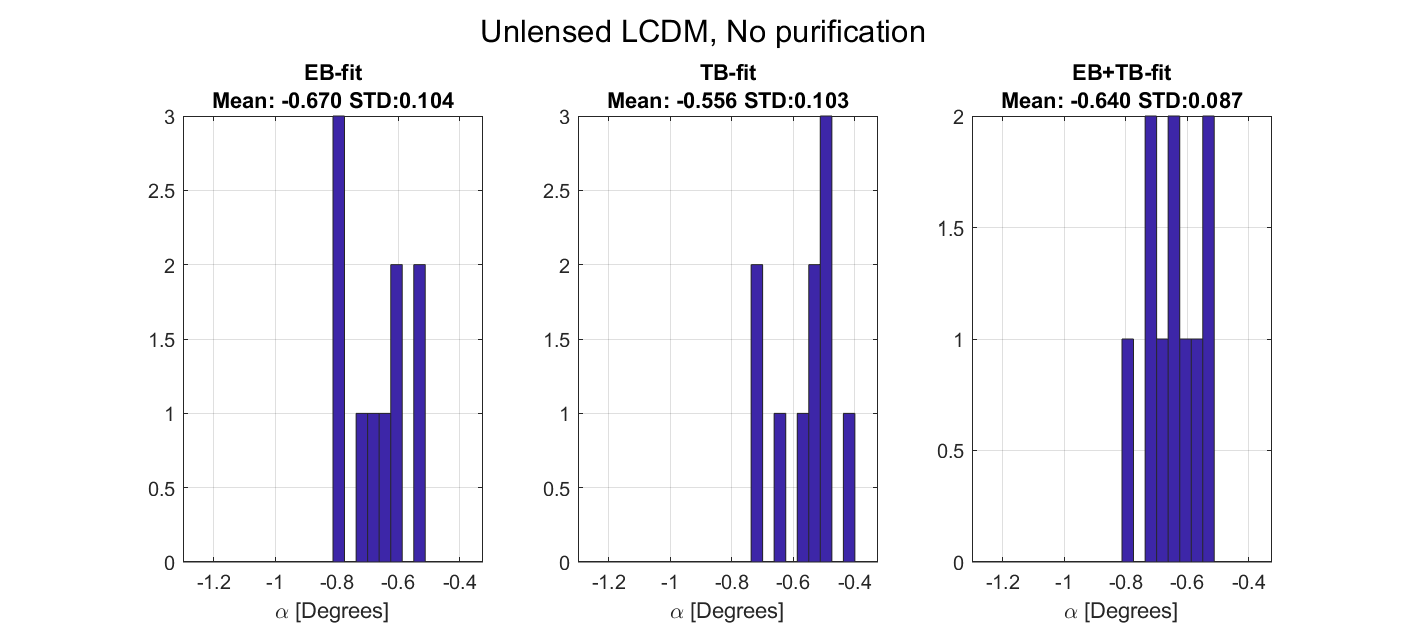 Unlensed LCDM, No purification
EB-fit
Mean: -0.670 STD:0.104
3
2.5
2
1.5
1
0.5
0
-1.2 -1 -0.8 -0.6 -0.4
α [Degrees]
TB-fit
Mean: -0.556 STD:0.103
3
2.5
2
1.5
1
0.5
0
-1.2 -1 -0.8 -0.6 -0.4
α [Degrees]
EB+TB-fit
Mean: -0.640 STD:0.087
2
1.5
1
0.5
0
-1.2 -1 -0.8 -0.6 -0.4
α [Degrees]